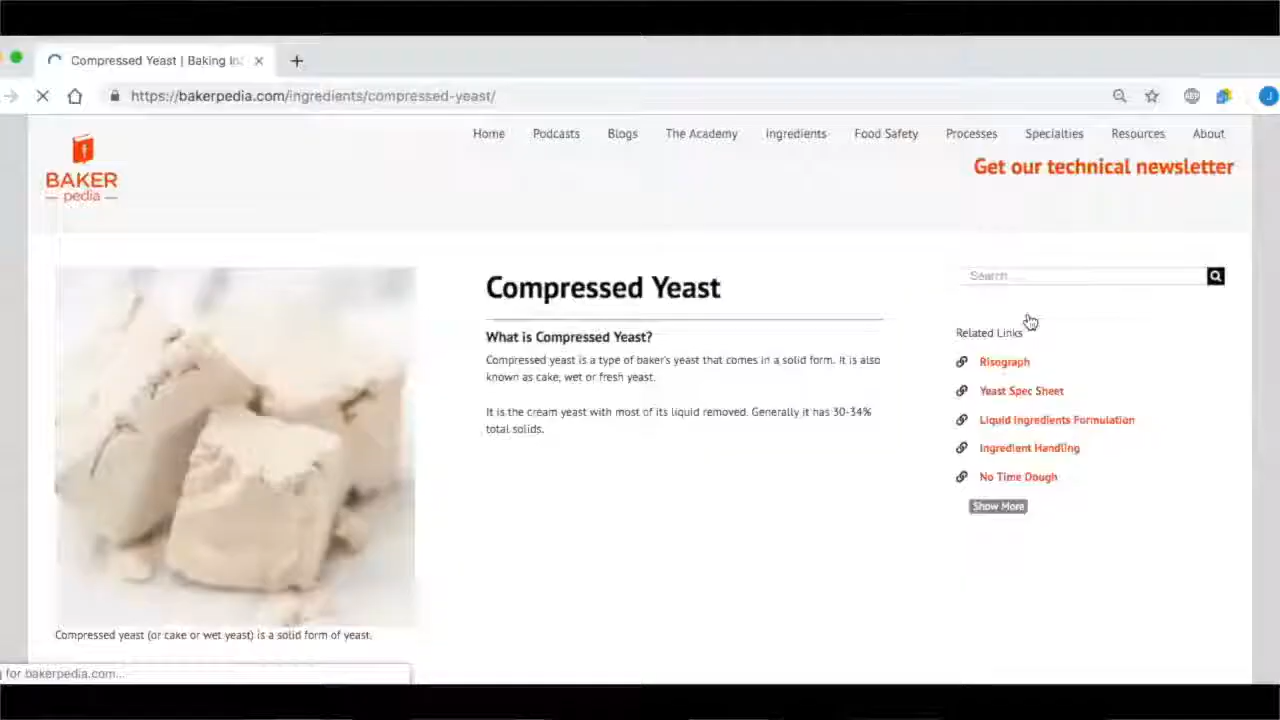 Compressed Yeast | Baking In
https://bakerpedia.com/ingredients/compressed-yeast/
ABP
J
Home Podcasts Blogs The Academy Ingredients Food Safety Processes Specialties Resources About
Get our technical newsletter
BAKER
pedia
Compressed Yeast
Search ...
What is Compressed Yeast?
Compressed yeast is a type of baker's yeast that comes in a solid form. It is also
known as cake, wet or fresh yeast.
It is the cream yeast with most of its liquid removed. Generally it has 30-34%
total solids.
Related Links
Risograph
Yeast Spec Sheet
Liquid Ingredients Formulation
Ingredient Handling
No Time Dough
Show More
Compressed yeast (or cake or wet yeast) is a solid form of yeast.
for bakerpedia.com...